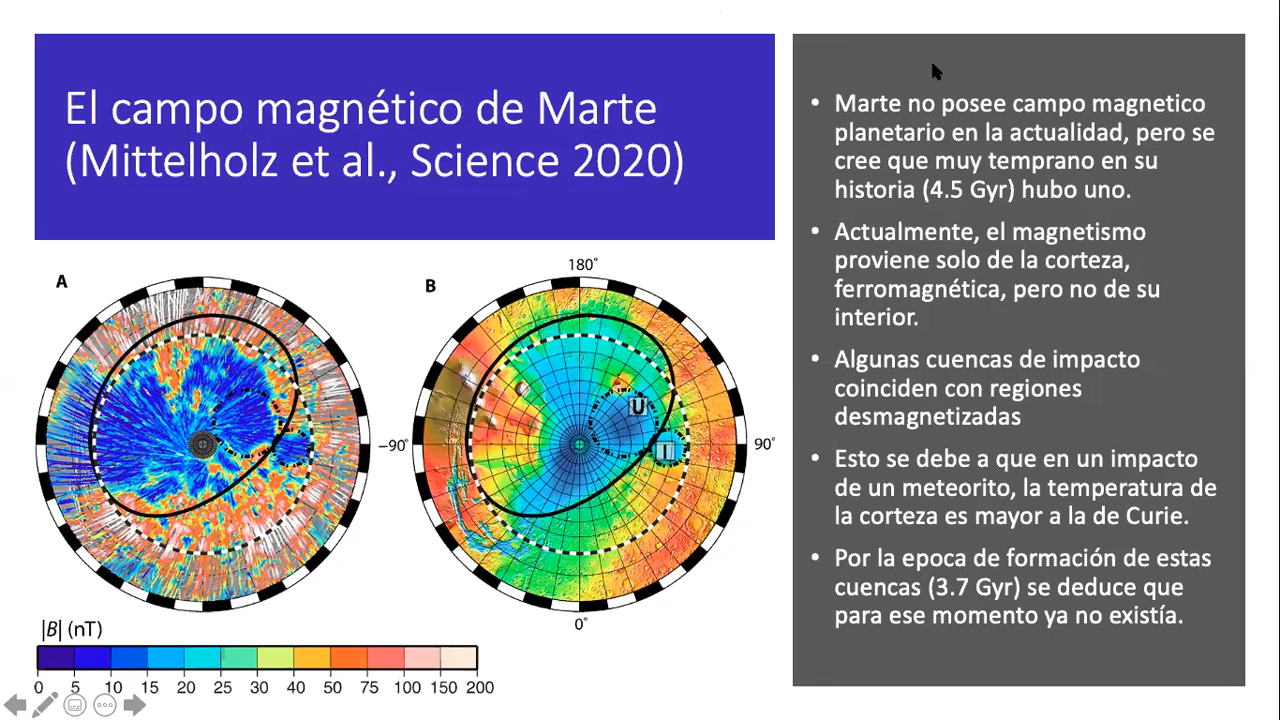 El campo magnético de Marte
(Mittelholz et al., Science 2020)
• Marte no posee campo magnetico
planetario en la actualidad, pero se
cree que muy temprano en su
historia (4.5 Gyr) hubo uno.
• Actualmente, el magnetismo
proviene solo de la corteza,
ferromagnética, pero no de su
interior.
• Algunas cuencas de impacto
coinciden con regiones
desmagnetizadas
• Esto se debe a que en un impacto
de un meteorito, la temperatura de
la corteza es mayor a la de Curie.
• Por la epoca de formación de estas
cuencas (3.7 Gyr) se deduce que
para ese momento ya no existía.
A
B
180°
−90°
90°
U
I
0°
|B| (nT)
0 5 10 15 20 25 30 40 50 75 100 150 200